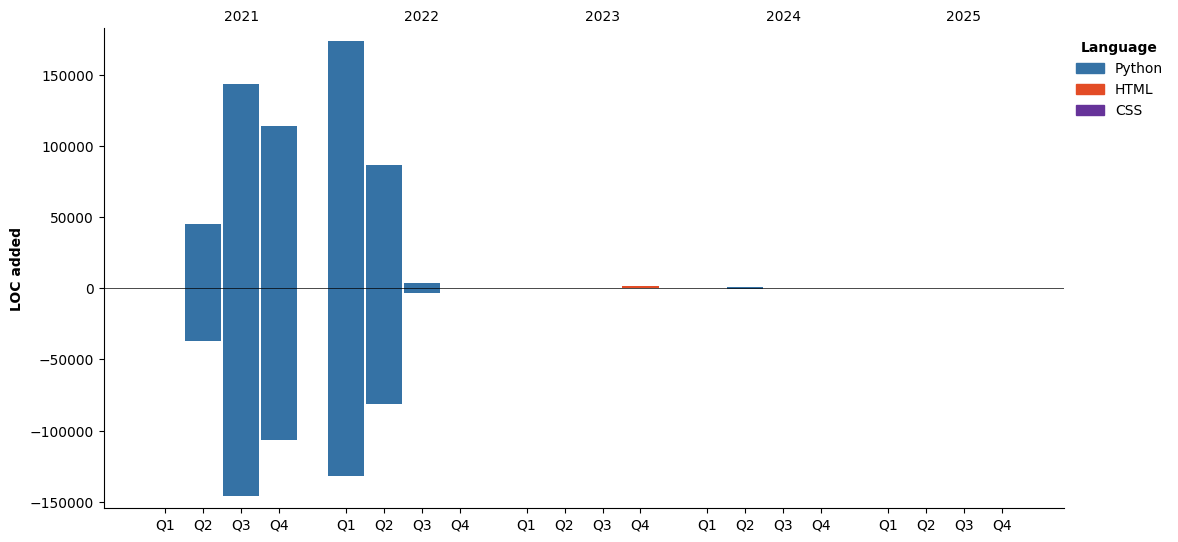 2021 2022 2023 2024 2025
Language
Python
HTML
CSS
LOC added
150000
100000
50000
0
−50000
−100000
−150000
Q1 Q2 Q3 Q4 Q1 Q2 Q3 Q4 Q1 Q2 Q3 Q4 Q1 Q2 Q3 Q4 Q1 Q2 Q3 Q4